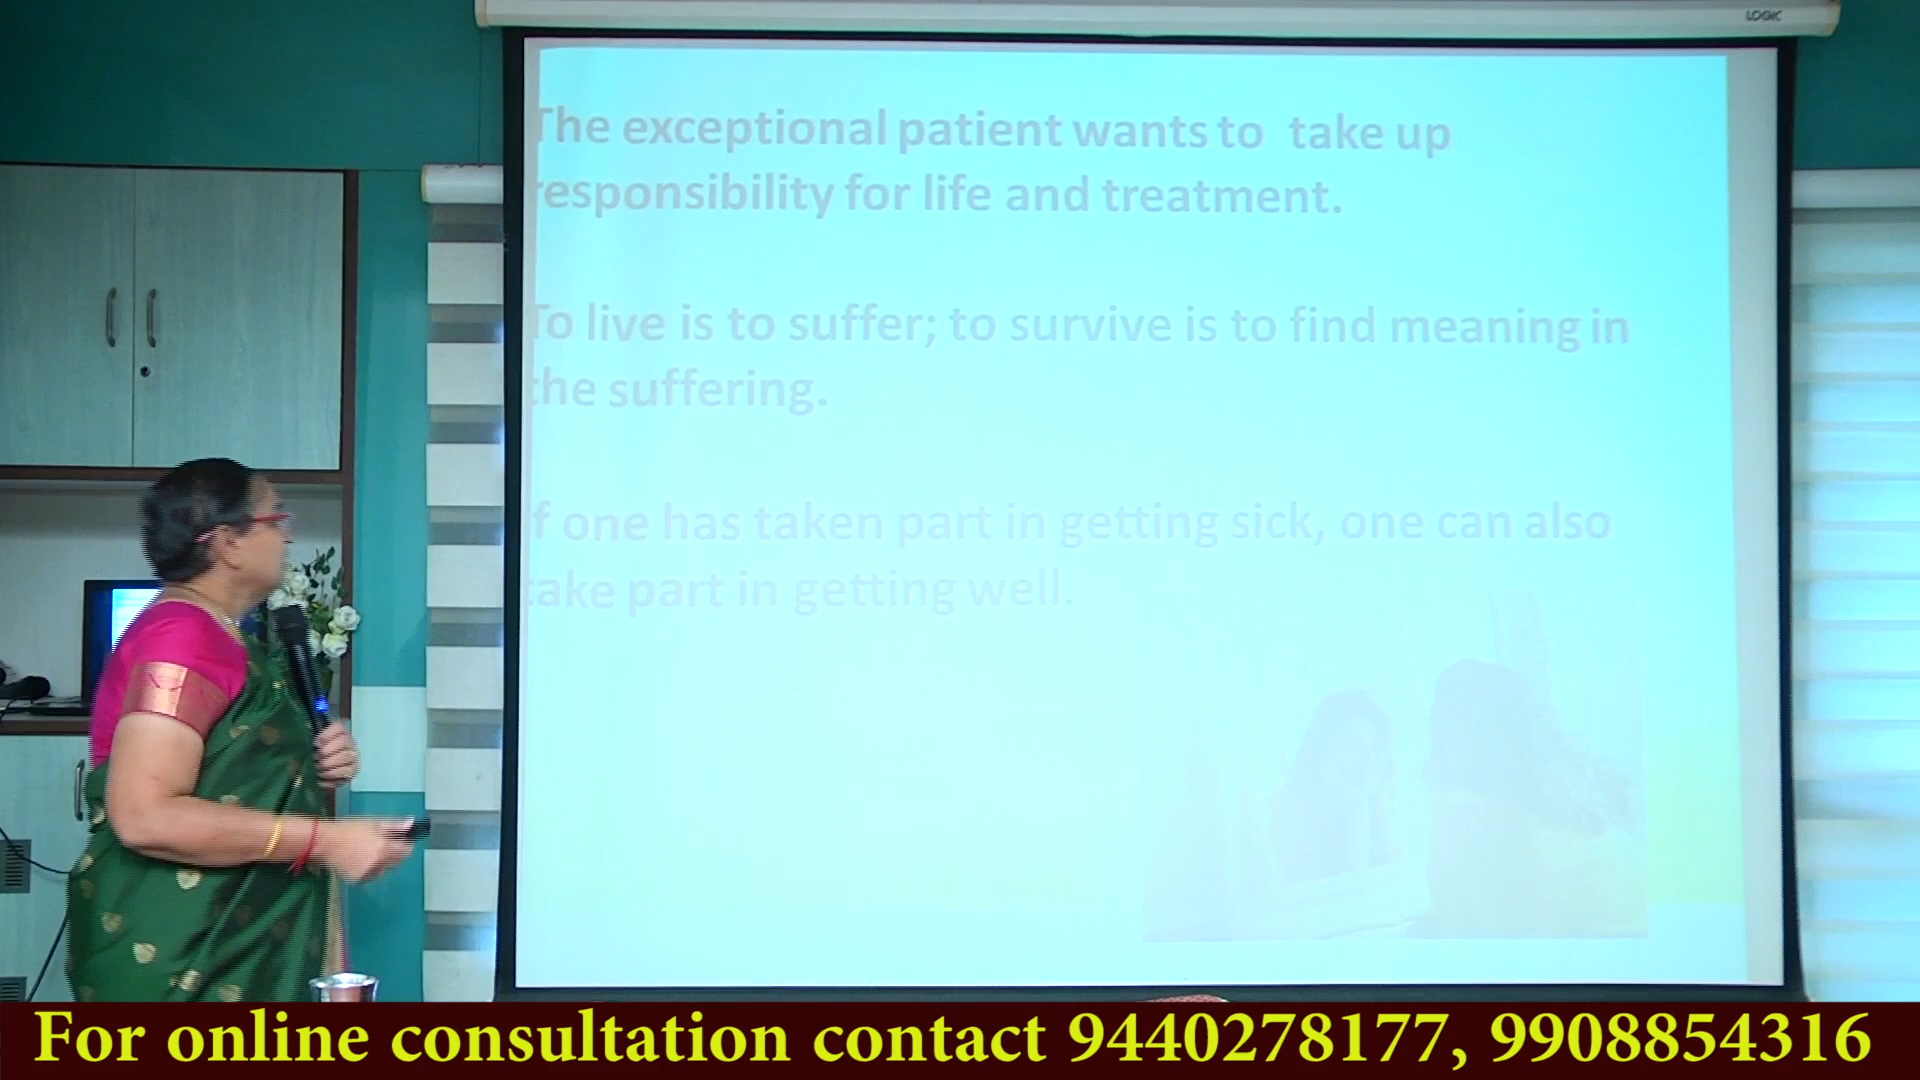 LOGIC
The exceptional patient wants to take up
responsibility for life and treatment.
To live is to suffer; to survive is to find meaning in
the suffering.
If one has taken part in getting sick, one can also
take part in getting well.
For online consultation contact 9440278177, 9908854316